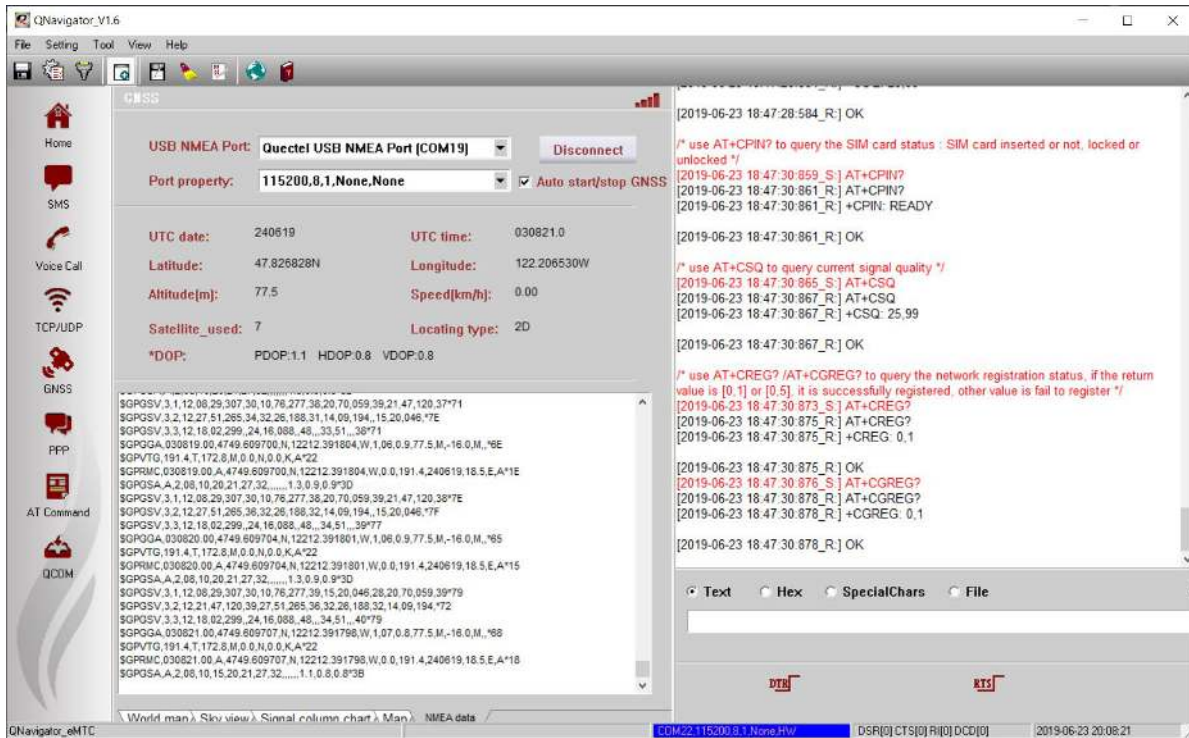 QNavigator_V1.6
File Setting Tool View Help
Home
SMS
Voice Call
TCP/UDP
GNSS
PPP
AT Command
QCOM
GNSS
USB NMEA Port: Quectel USB NMEA Port (COM19) Disconnect
Port property: 115200,8,1,None,None Auto start/stop GNSS
UTC date: 240619 UTC time: 030821.0
Latitude: 47.826828N Longitude: 122.206530W
Altitude(m): 77.5 Speed(km/h): 0.00
Satellite_used: 7 Locating type: 2D
*DOP: PDOP:1.1 HDOP:0.8 VDOP:0.8
$GPGSV,3,1,12,08,29,307,30,10,76,277,38,20,70,059,39,21,47,120,37*71
$GPGSV,3,2,12,27,51,265,34,32,26,188,31,14,09,194,,15,20,046,*7E
$GPGSV,3,3,12,18,02,299,,24,16,088,,48,,,33,51,,,38*71
$GPGGA,030819.00,4749.609700,N,12212.391804,W,1,06,0.9,77.5,M,-16.0,M,,*6E
$GPVTG,191.4,T,172.8,M,0.0,N,0.0,K,A*22
$GPRMC,030819.00,A,4749.609700,N,12212.391804,W,0.0,191.4,240619,18.5,E,A*1E
$GPGSA,A,2,08,10,20,21,27,32,,,,,,,1.3,0.9,0.9*3D
$GPGSV,3,1,12,08,29,307,30,10,76,277,38,20,70,059,39,21,47,120,38*7E
$GPGSV,3,2,12,27,51,265,36,32,26,188,32,14,09,194,,15,20,046,*7F
$GPGSV,3,3,12,18,02,299,,24,16,088,,48,,,34,51,,,39*77
$GPGGA,030820.00,4749.609704,N,12212.391801,W,1,06,0.9,77.5,M,-16.0,M,,*65
$GPVTG,191.4,T,172.8,M,0.0,N,0.0,K,A*22
$GPRMC,030820.00,A,4749.609704,N,12212.391801,W,0.0,191.4,240619,18.5,E,A*15
$GPGSA,A,2,08,10,20,21,27,32,,,,,,,1.3,0.9,0.9*3D
$GPGSV,3,1,12,08,29,307,30,10,76,277,39,15,20,046,28,20,70,059,39*79
$GPGSV,3,2,12,21,47,120,39,27,51,265,36,32,26,188,32,14,09,194,*72
$GPGSV,3,3,12,18,02,299,,24,16,088,,48,,,34,51,,,40*79
$GPGGA,030821.00,4749.609707,N,12212.391798,W,1,07,0.8,77.5,M,-16.0,M,,*68
$GPVTG,191.4,T,172.8,M,0.0,N,0.0,K,A*22
$GPRMC,030821.00,A,4749.609707,N,12212.391798,W,0.0,191.4,240619,18.5,E,A*18
$GPGSA,A,2,08,10,15,20,21,27,32,,,,,,1.1,0.8,0.8*3B
World map Sky view Signal column chart Map NMEA data
[2019-06-23 18:47:28:584_R:] OK
/* use AT+CPIN? to query the SIM card status : SIM card inserted or not, locked or
unlocked */
[2019-06-23 18:47:30:859_S:] AT+CPIN?
[2019-06-23 18:47:30:861_R:] AT+CPIN?
[2019-06-23 18:47:30:861_R:] +CPIN: READY
[2019-06-23 18:47:30:861_R:] OK
/* use AT+CSQ to query current signal quality */
[2019-06-23 18:47:30:865_S:] AT+CSQ
[2019-06-23 18:47:30:867_R:] AT+CSQ
[2019-06-23 18:47:30:867_R:] +CSQ: 25,99
[2019-06-23 18:47:30:867_R:] OK
/* use AT+CREG? /AT+CGREG? to query the network registration status, if the return
value is [0,1] or [0,5], it is successfully registered, other value is fail to register */
[2019-06-23 18:47:30:873_S:] AT+CREG?
[2019-06-23 18:47:30:875_R:] AT+CREG?
[2019-06-23 18:47:30:875_R:] +CREG: 0,1
[2019-06-23 18:47:30:875_R:] OK
[2019-06-23 18:47:30:876_S:] AT+CGREG?
[2019-06-23 18:47:30:878_R:] AT+CGREG?
[2019-06-23 18:47:30:878_R:] +CGREG: 0,1
[2019-06-23 18:47:30:878_R:] OK
Text Hex SpecialChars File
DTR RTS
QNavigator_eMTC COM22,115200,8,1,None,HW DSR[0] CTS[0] RI[0] DCD[0] 2019-06-23 20:08:21